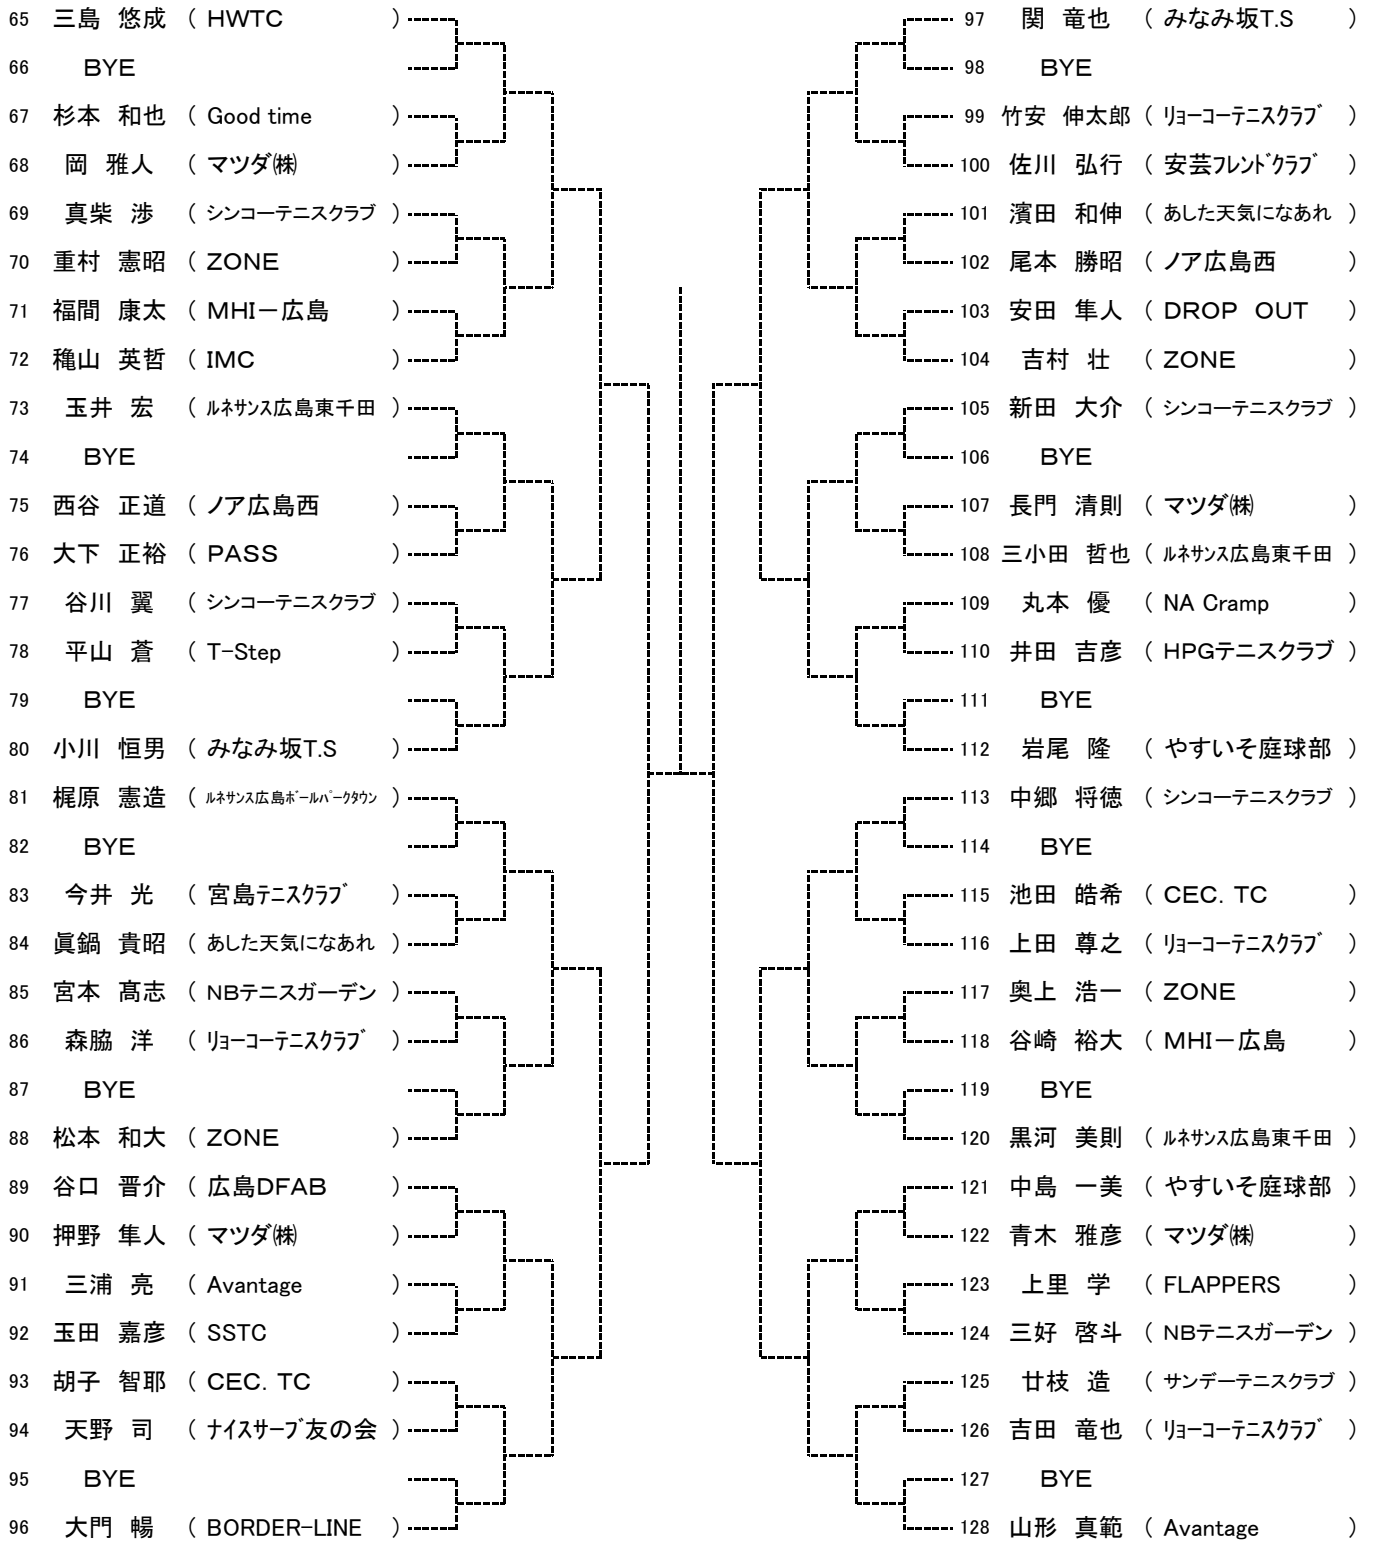 65 三島 悠成 ( HWTC )
66 BYE
67 杉本 和也 ( Good time )
68 岡 雅人 ( マツダ㈱ )
69 真柴 渉 ( シンコーテニスクラブ )
70 重村 憲昭 ( ZONE )
71 福間 康太 ( MHI－広島 )
72 穐山 英哲 ( IMC )
73 玉井 宏 ( ﾙﾈｻﾝｽ広島東千田 )
74 BYE
75 西谷 正道 ( ノア広島西 )
76 大下 正裕 ( PASS )
77 谷川 翼 ( シンコーテニスクラブ )
78 平山 蒼 ( T-Step )
79 BYE
80 小川 恒男 ( みなみ坂T.S )
81 梶原 憲造 ( ﾙﾈｻﾝｽ広島ﾎﾞｰﾙﾊﾟｰｸﾀｳﾝ )
82 BYE
83 今井 光 ( 宮島ﾃﾆｽｸﾗﾌﾞ )
84 眞鍋 貴昭 ( あした天気になあれ )
85 宮本 髙志 ( NBテニスガーデン )
86 森脇 洋 ( ﾘｮｰｺｰﾃﾆｽｸﾗﾌﾞ )
87 BYE
88 松本 和大 ( ZONE )
89 谷口 晋介 ( 広島DFAB )
90 押野 隼人 ( マツダ㈱ )
91 三浦 亮 ( Avantage )
92 玉田 嘉彦 ( SSTC )
93 胡子 智耶 ( CEC. TC )
94 天野 司 ( ﾅｲｽｻｰﾌﾞ友の会 )
95 BYE
96 大門 暢 ( BORDER-LINE )
97 関 竜也 ( みなみ坂T.S )
98 BYE
99 竹安 伸太郎 ( ﾘｮｰｺｰﾃﾆｽｸﾗﾌﾞ )
100 佐川 弘行 ( 安芸ﾌﾚﾝﾄﾞｸﾗﾌﾞ )
101 濱田 和伸 ( あした天気になあれ )
102 尾本 勝昭 ( ノア広島西 )
103 安田 隼人 ( DROP OUT )
104 吉村 壮 ( ZONE )
105 新田 大介 ( シンコーテニスクラブ )
106 BYE
107 長門 清則 ( マツダ㈱ )
108 三小田 哲也 ( ﾙﾈｻﾝｽ広島東千田 )
109 丸本 優 ( NA Cramp )
110 井田 吉彦 ( HPGテニスクラブ )
111 BYE
112 岩尾 隆 ( やすいそ庭球部 )
113 中郷 将徳 ( シンコーテニスクラブ )
114 BYE
115 池田 皓希 ( CEC. TC )
116 上田 尊之 ( ﾘｮｰｺｰﾃﾆｽｸﾗﾌﾞ )
117 奥上 浩一 ( ZONE )
118 谷崎 裕大 ( MHI－広島 )
119 BYE
120 黒河 美則 ( ﾙﾈｻﾝｽ広島東千田 )
121 中島 一美 ( やすいそ庭球部 )
122 青木 雅彦 ( マツダ㈱ )
123 上里 学 ( FLAPPERS )
124 三好 啓斗 ( NBテニスガーデン )
125 廿枝 造 ( サンデーテニスクラブ )
126 吉田 竜也 ( ﾘｮｰｺｰﾃﾆｽｸﾗﾌﾞ )
127 BYE
128 山形 真範 ( Avantage )